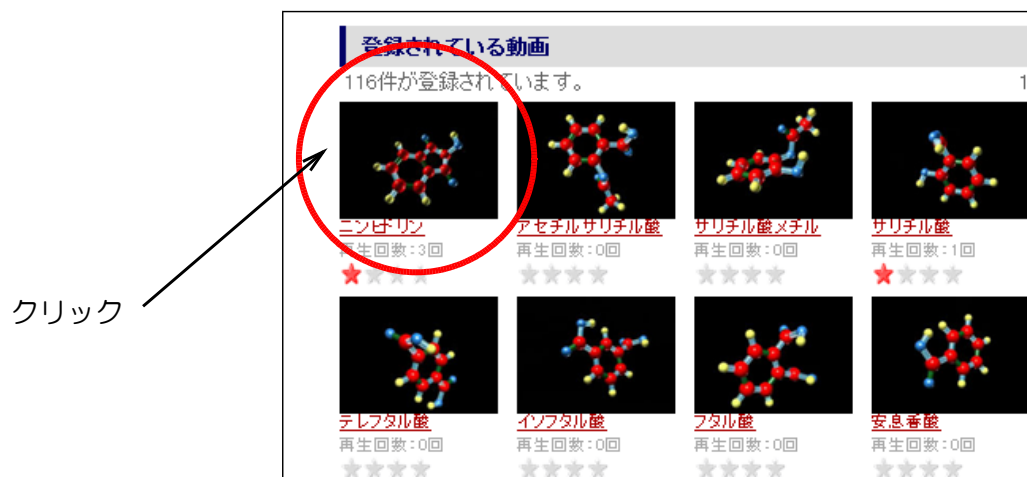 登録されている動画
116件が登録されています。
1
ニンヒドリン
アセチルサリチル酸
サリチル酸メチル
サリチル酸
再生回数：3回
再生回数：0回
再生回数：0回
再生回数：1回
クリック
テレフタル酸
イソフタル酸
フタル酸
安息香酸
再生回数：0回
再生回数：0回
再生回数：0回
再生回数：0回